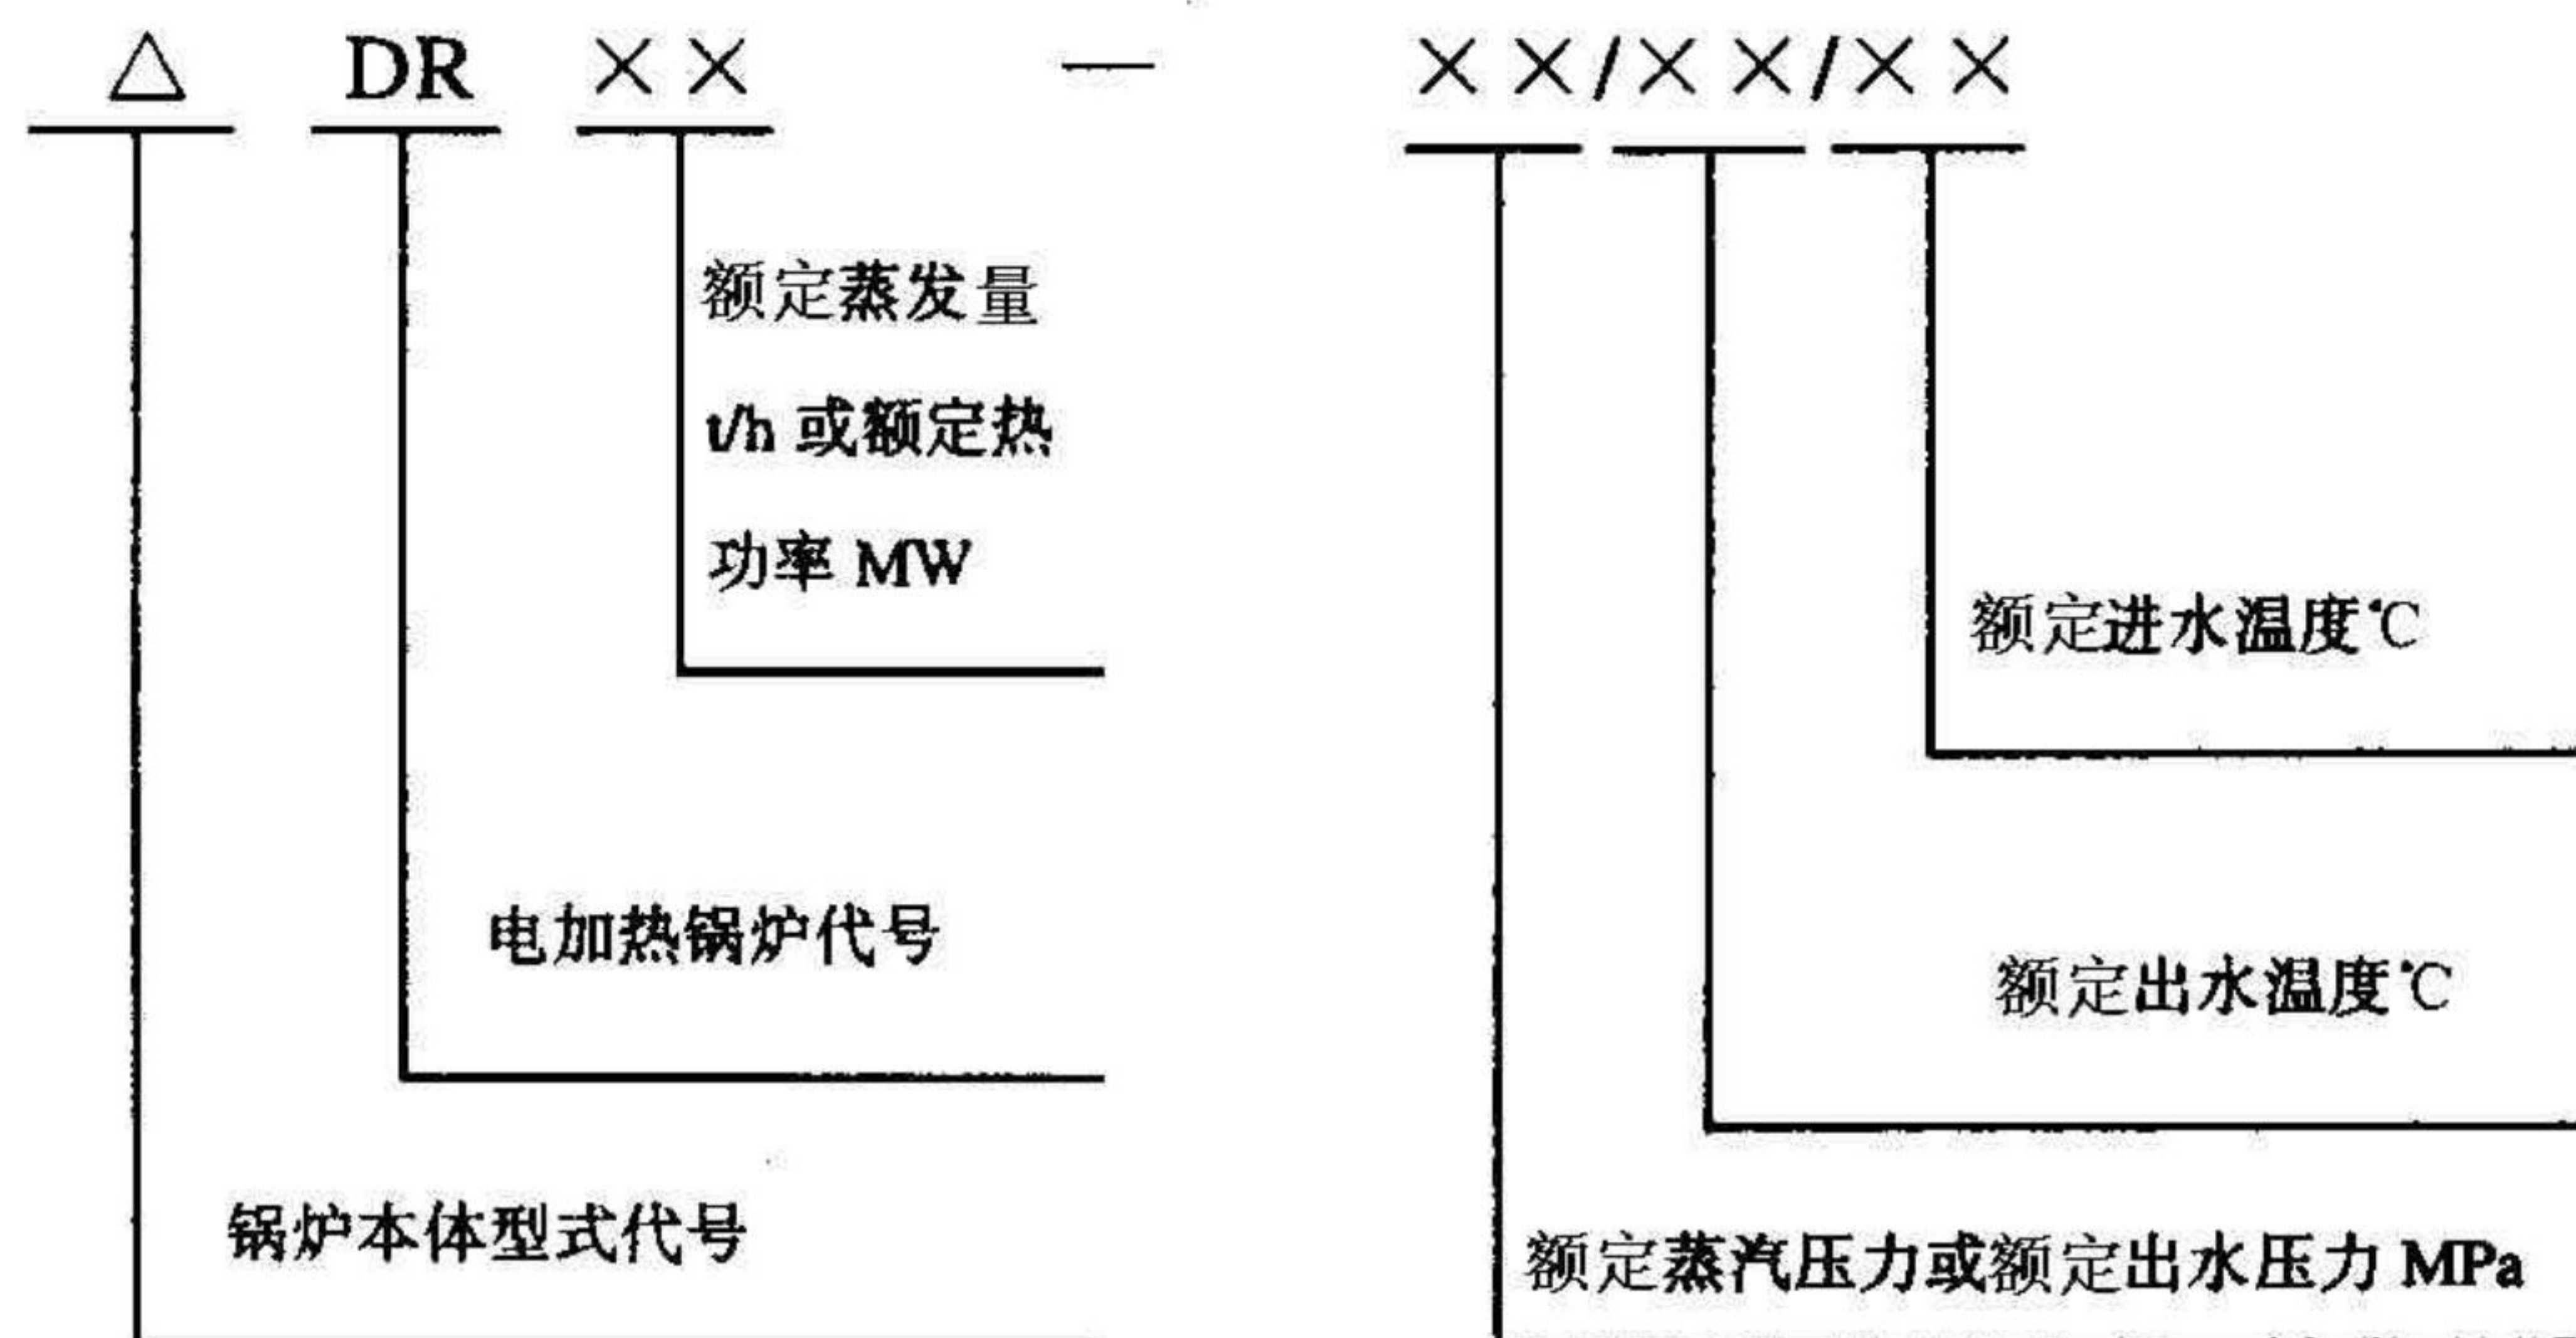 △ DR ×× — ××/××/××
额定蒸发量
t/h 或额定热
功率 MW
额定进水温度℃
电加热锅炉代号
额定出水温度℃
锅炉本体型式代号
额定蒸汽压力或额定出水压力 MPa